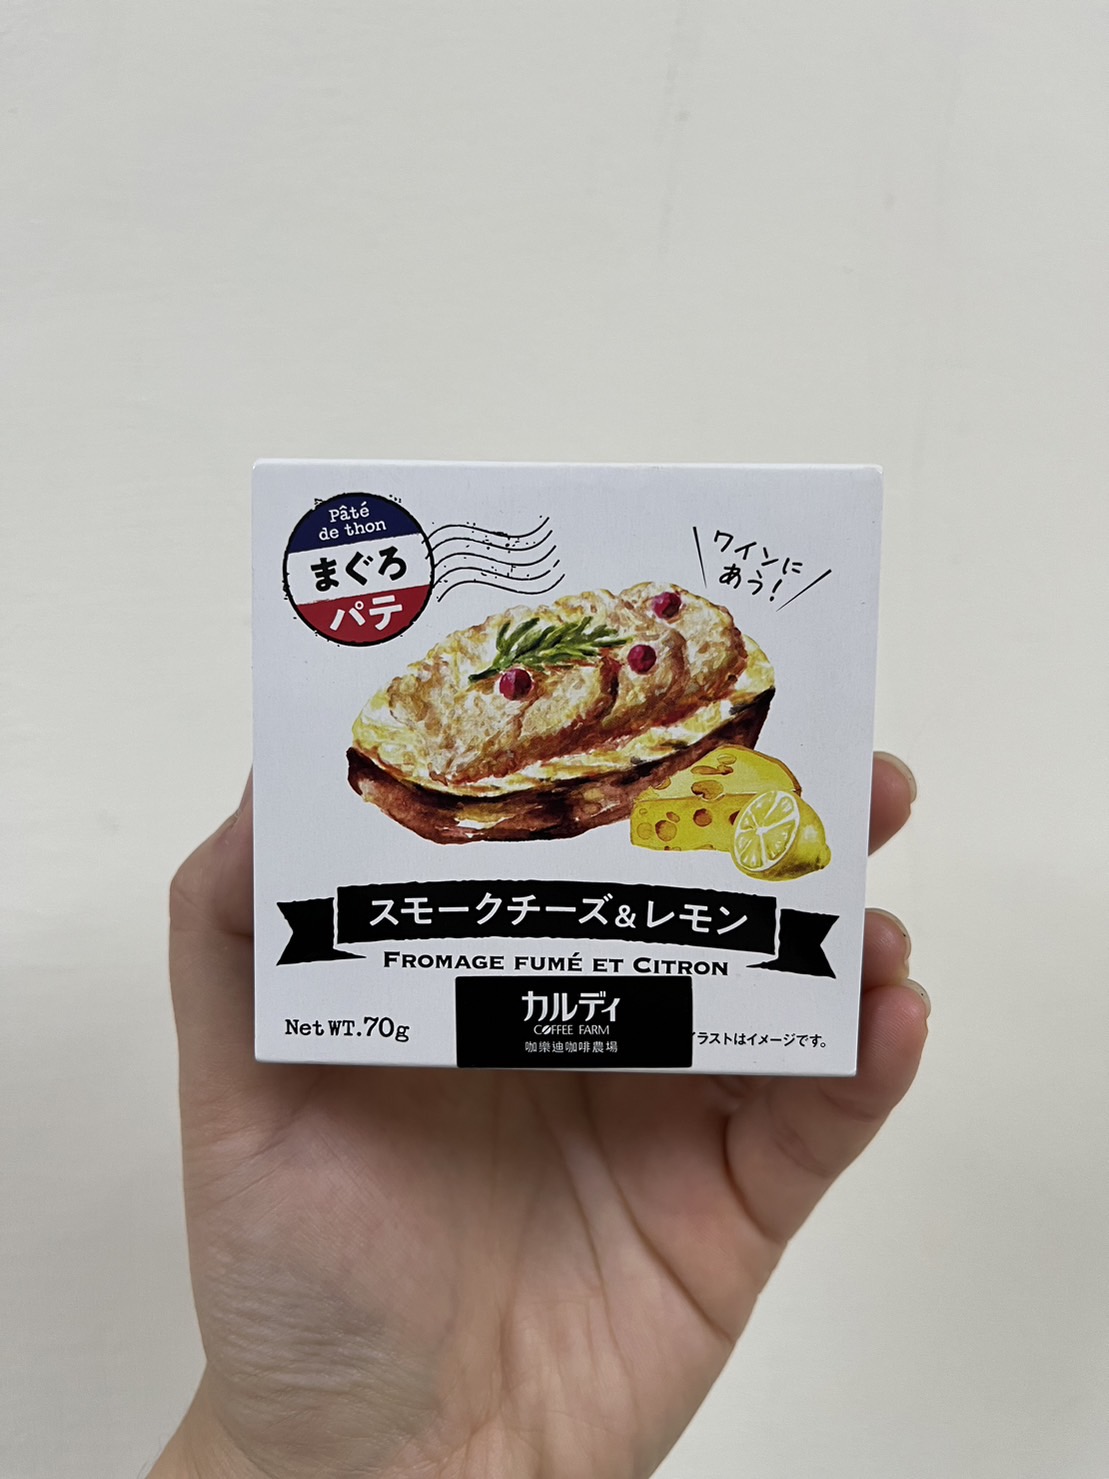 Pâté
de thon
まぐろ
パテ
ワインに
あう!
スモークチーズ&レモン
FROMAGE FUMÉ ET CITRON
Net WT.70g
カルディ
COFFEE FARM
咖樂迪咖啡農場
イラストはイメージです。